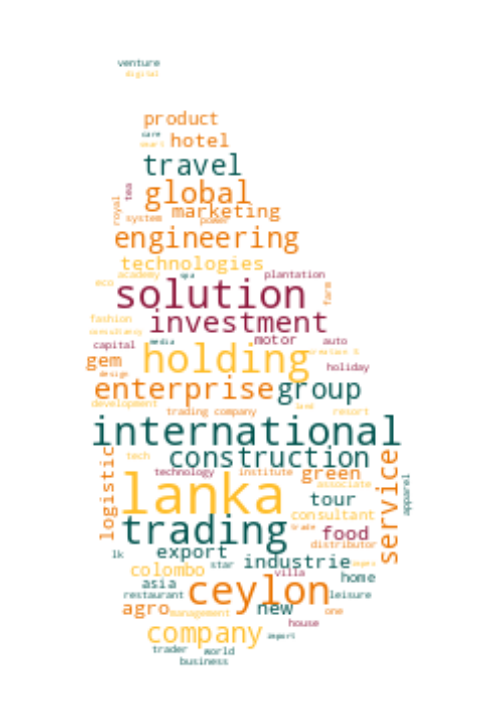 venture
digital
product
care
smart
hotel
travel
tea
global
royal
marketing
system
power
engineering
technologies
academy
spa
plantation
eco
solution
farm
fashion
investment
consultancy
motor
auto
capital
media
creation
gem
holding
holiday
design
enterprise
group
development
trading company
land
resort
international
construction
logistic
tech
technology
institute
green
service
associate
apparel
lanka
tour
consultant
trading
trade
food
distributor
lk
export
industrie
colombo
star
villa
impex
asia
home
ceylon
restaurant
leisure
agro
management
new
one
house
company
import
trader
world
business